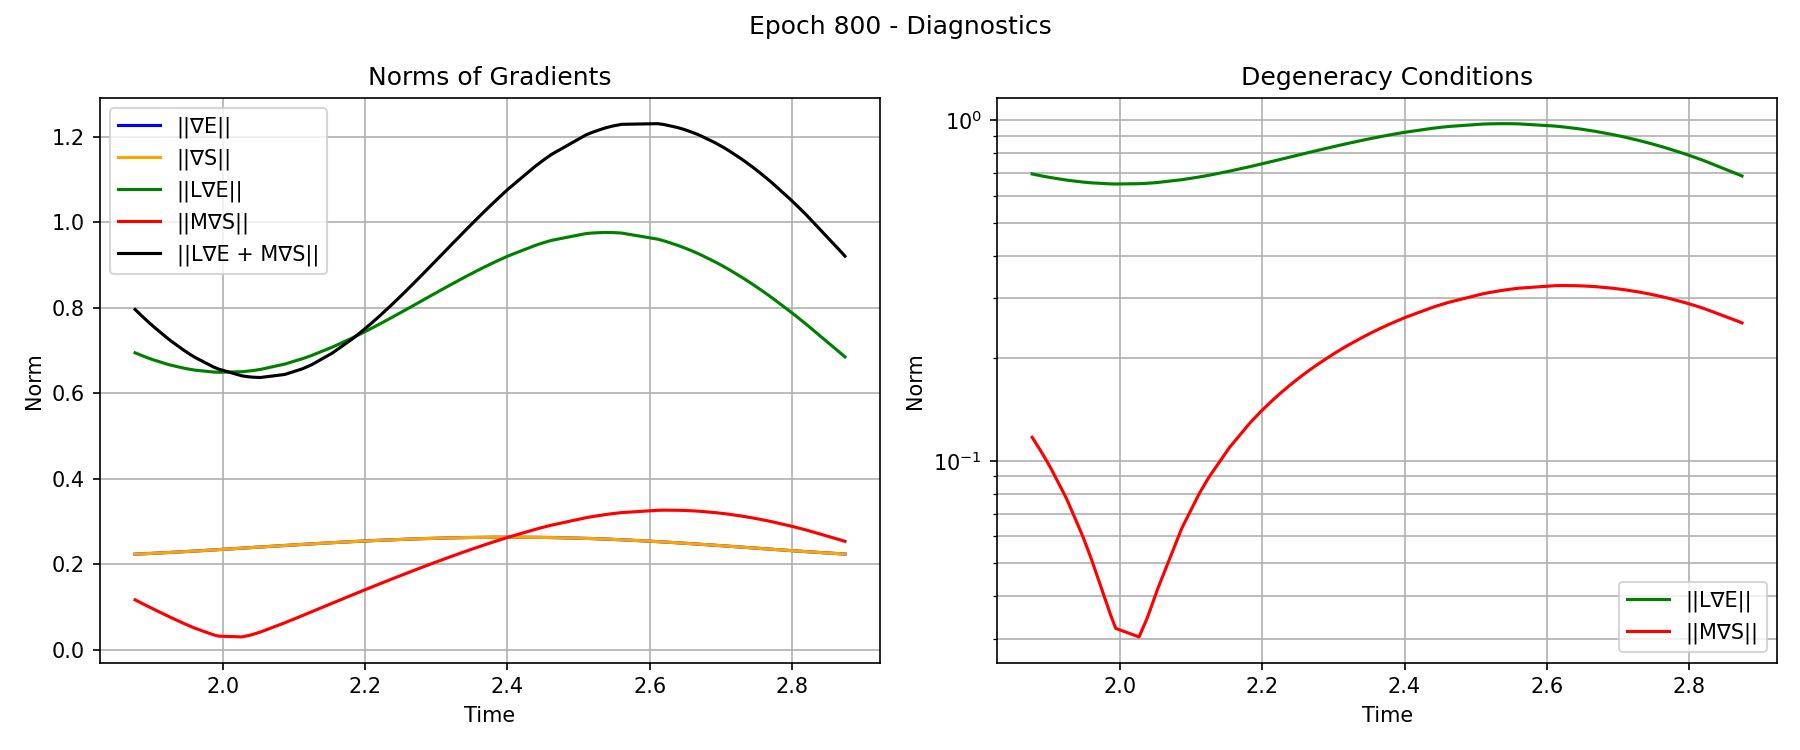 Epoch 800 - Diagnostics
Norms of Gradients
||∇E||
||∇S||
||L∇E||
||M∇S||
||L∇E + M∇S||
Norm
1.2
1.0
0.8
0.6
0.4
0.2
0.0
2.0 2.2 2.4 2.6 2.8
Time
Degeneracy Conditions
Norm
10⁰
10⁻¹
||L∇E||
||M∇S||
2.0 2.2 2.4 2.6 2.8
Time